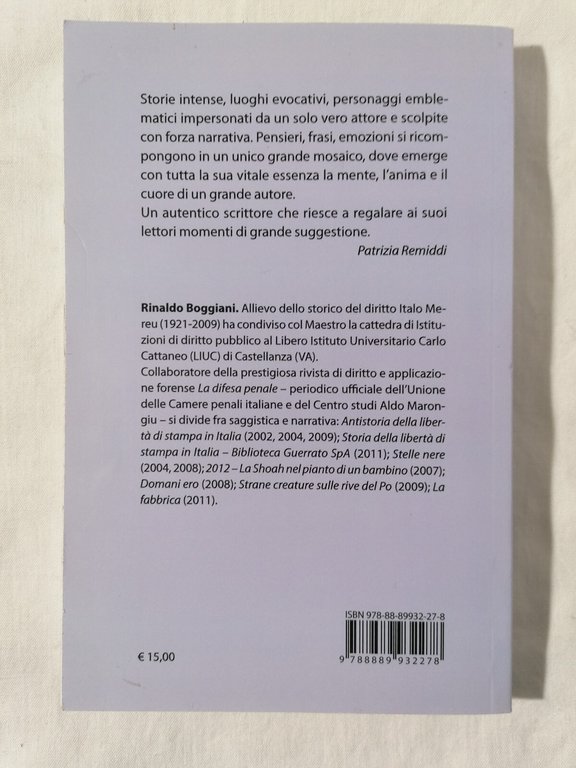 Storie intense, luoghi evocativi, personaggi emble-
matici impersonati da un solo vero attore e scolpite
con forza narrativa. Pensieri, frasi, emozioni si ricom-
pongono in un unico grande mosaico, dove emerge
con tutta la sua vitale essenza la mente, l'anima e il
cuore di un grande autore.
Un autentico scrittore che riesce a regalare ai suoi
lettori momenti di grande suggestione.
Patrizia Remiddi
Rinaldo Boggiani. Allievo dello storico del diritto Italo Me-
reu (1921-2009) ha condiviso col Maestro la cattedra di Istitu-
zioni di diritto pubblico al Libero Istituto Universitario Carlo
Cattaneo (LIUC) di Castellanza (VA).
Collaboratore della prestigiosa rivista di diritto e applicazio-
ne forense La difesa penale – periodico ufficiale dell'Unione
delle Camere penali italiane e del Centro studi Aldo Maron-
giu – si divide fra saggistica e narrativa: Antistoria della liber-
tà di stampa in Italia (2002, 2004, 2009); Storia della libertà di
stampa in Italia – Biblioteca Guerrato SpA (2011); Stelle nere
(2004, 2008); 2012 – La Shoah nel pianto di un bambino (2007);
Domani ero (2008); Strane creature sulle rive del Po (2009); La
fabbrica (2011).
ISBN 978-88-89932-27-8
€ 15,00
9 788889 932278